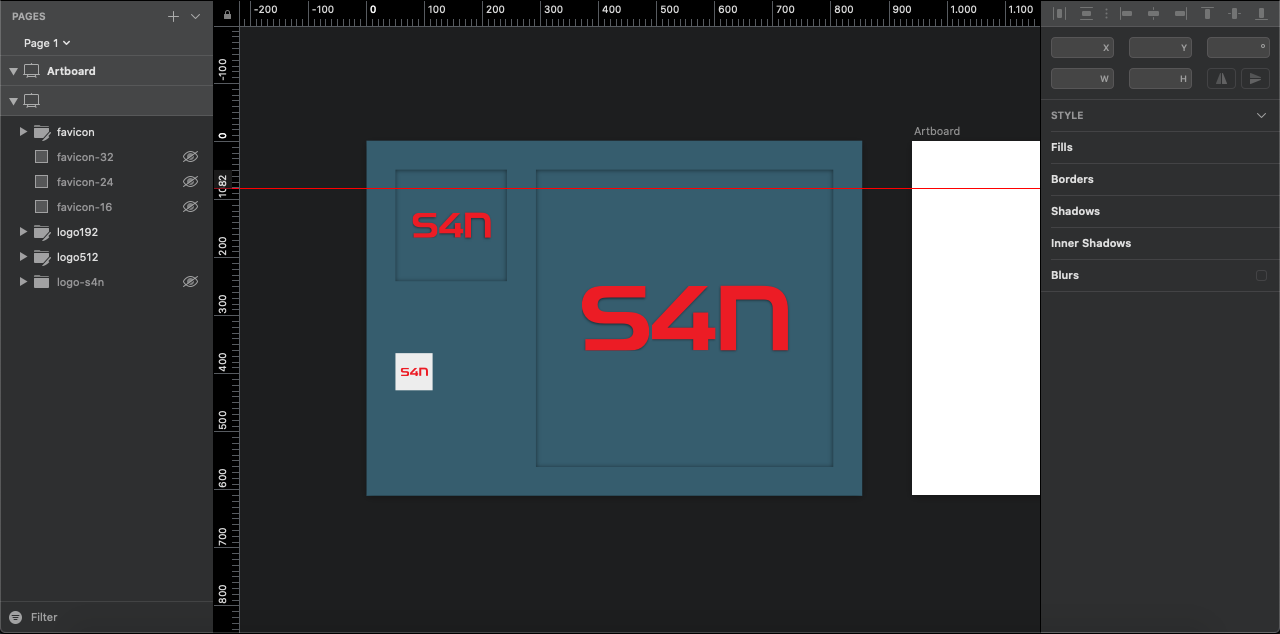 PAGES
Page 1
Artboard
favicon
favicon-32
favicon-24
favicon-16
logo192
logo512
logo-s4n
Filter
-200 -100 0 100 200 300 400 500 600 700 800 900 1.000 1.100
-100
0
82
200
300
400
500
600
700
800
Artboard
S4N
S4N
S4N
X Y °
W H
STYLE
Fills
Borders
Shadows
Inner Shadows
Blurs